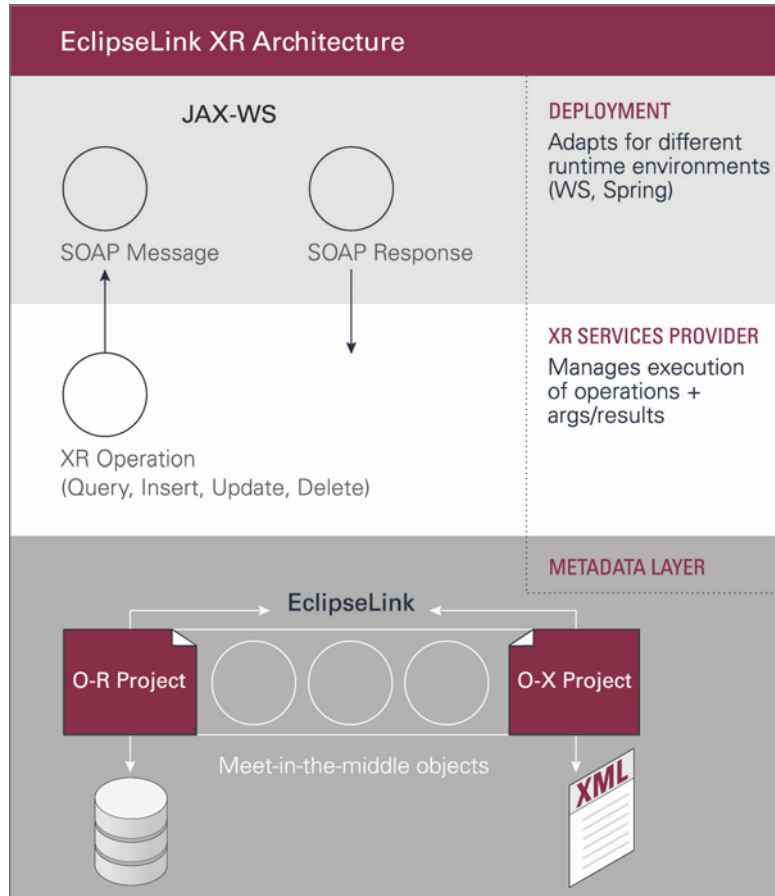 EclipseLink XR Architecture
JAX-WS
SOAP Message
SOAP Response
DEPLOYMENT
Adapts for different
runtime environments
(WS, Spring)
XR Operation
(Query, Insert, Update, Delete)
XR SERVICES PROVIDER
Manages execution
of operations +
args/results
METADATA LAYER
EclipseLink
O-R Project
O-X Project
Meet-in-the-middle objects
XML